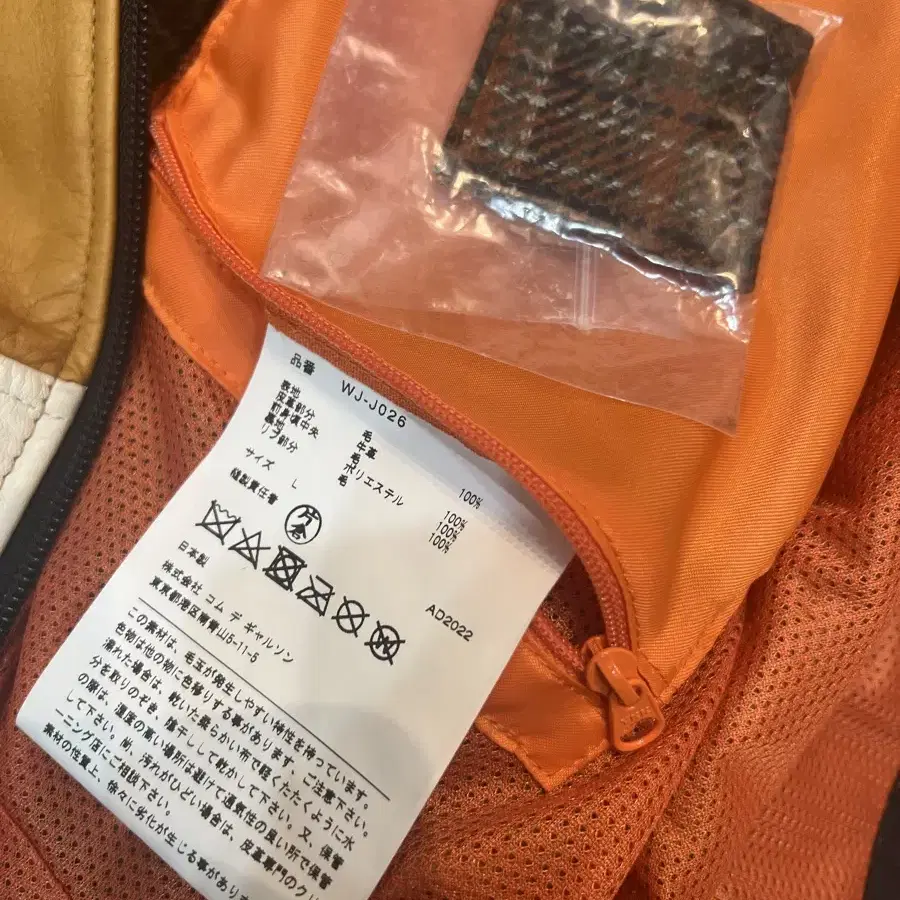 品番 WJ-J026
表地 毛 100%
皮革部分 牛革
前身頃中央 毛 100%
裏地 ポリエステル 100%
リブ部分 毛 100%
サイズ L
縫製責任者 片倉
日本製 AD2022
株式会社 コム デ ギャルソン
東京都港区南青山5-11-5
この素材は、毛玉が発生しやすい特性を持っています。
色物は他の物に色移りする事があります。ご注意下さい。
濡れた場合は、乾いた柔らかい布で軽くたたくように水
分を取りのぞき、陰干しして乾かして下さい。又、保管
の際は、湿度の高い場所は避けて通気性の良い所で保管
して下さい。尚、汚れがひどい場合は、皮革専門のクリ
ーニング店にご相談下さい。
素材の性質上、徐々に劣化が生じる事があり
YKK